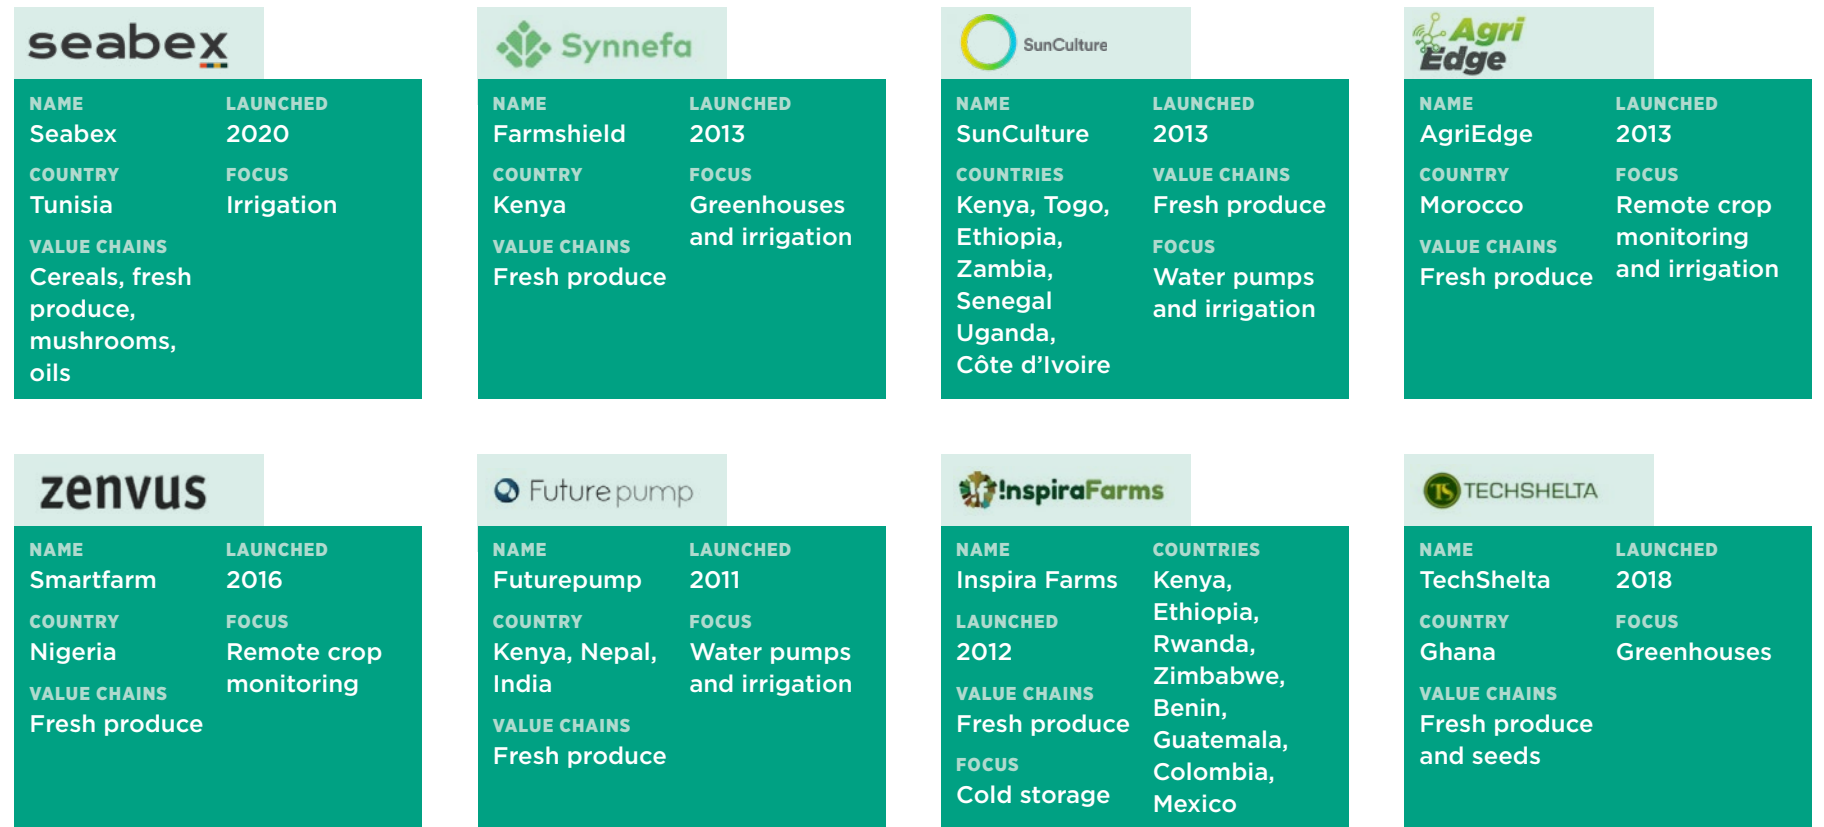 seabex
NAME
Seabex
LAUNCHED
2020
COUNTRY
Tunisia
FOCUS
Irrigation
VALUE CHAINS
Cereals, fresh
produce,
mushrooms,
oils
Synnefa
NAME
Farmshield
LAUNCHED
2013
COUNTRY
Kenya
FOCUS
Greenhouses
and irrigation
VALUE CHAINS
Fresh produce
SunCulture
NAME
SunCulture
LAUNCHED
2013
COUNTRIES
Kenya, Togo,
Ethiopia,
Zambia,
Senegal
Uganda,
Côte d’Ivoire
VALUE CHAINS
Fresh produce
FOCUS
Water pumps
and irrigation
Agri
Edge
NAME
AgriEdge
LAUNCHED
2013
COUNTRY
Morocco
FOCUS
Remote crop
monitoring
and irrigation
VALUE CHAINS
Fresh produce
zenvus
NAME
Smartfarm
LAUNCHED
2016
COUNTRY
Nigeria
FOCUS
Remote crop
monitoring
VALUE CHAINS
Fresh produce
Futurepump
NAME
Futurepump
LAUNCHED
2011
COUNTRY
Kenya, Nepal,
India
FOCUS
Water pumps
and irrigation
VALUE CHAINS
Fresh produce
InspiraFarms
NAME
Inspira Farms
LAUNCHED
2012
VALUE CHAINS
Fresh produce
FOCUS
Cold storage
COUNTRIES
Kenya,
Ethiopia,
Rwanda,
Zimbabwe,
Benin,
Guatemala,
Colombia,
Mexico
TS TECHSHELTA
NAME
TechShelta
LAUNCHED
2018
COUNTRY
Ghana
FOCUS
Greenhouses
VALUE CHAINS
Fresh produce
and seeds